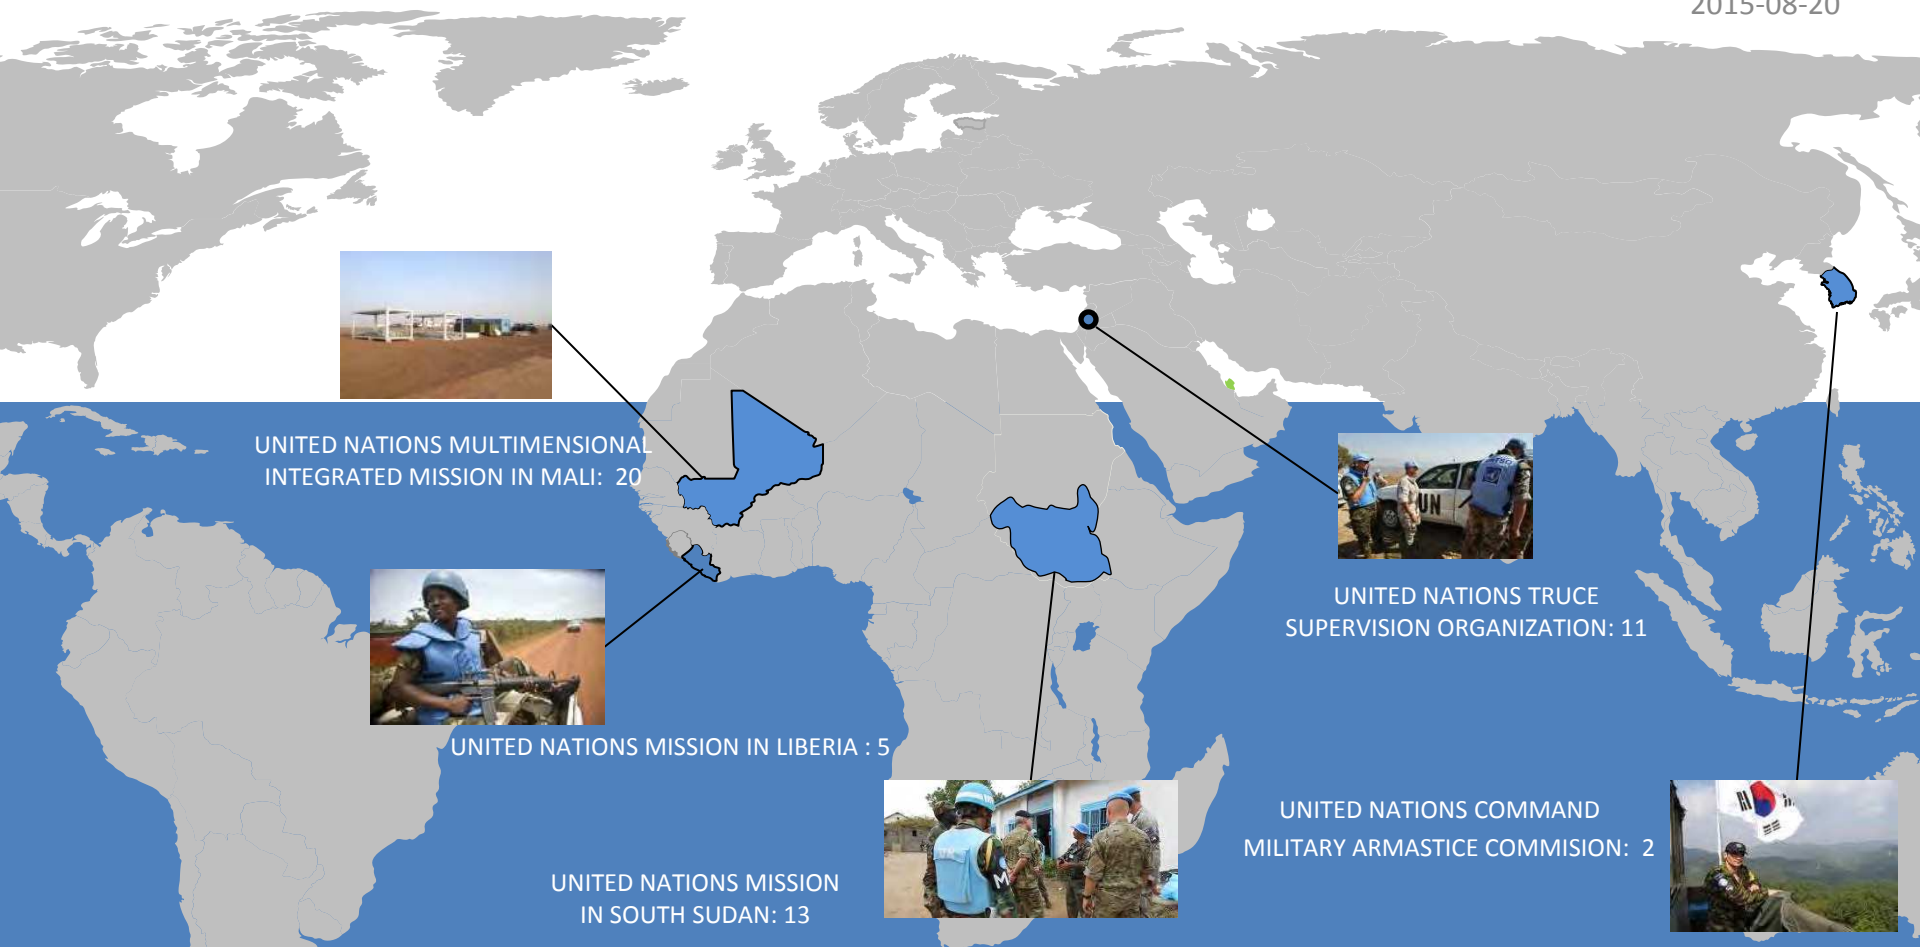 2015-08-20
UNITED NATIONS MULTIMENSIONAL
INTEGRATED MISSION IN MALI: 20
UN
UNITED NATIONS TRUCE
SUPERVISION ORGANIZATION: 11
UNITED NATIONS MISSION IN LIBERIA : 5
UNITED NATIONS COMMAND
MILITARY ARMASTICE COMMISION: 2
M
UNITED NATIONS MISSION
IN SOUTH SUDAN: 13